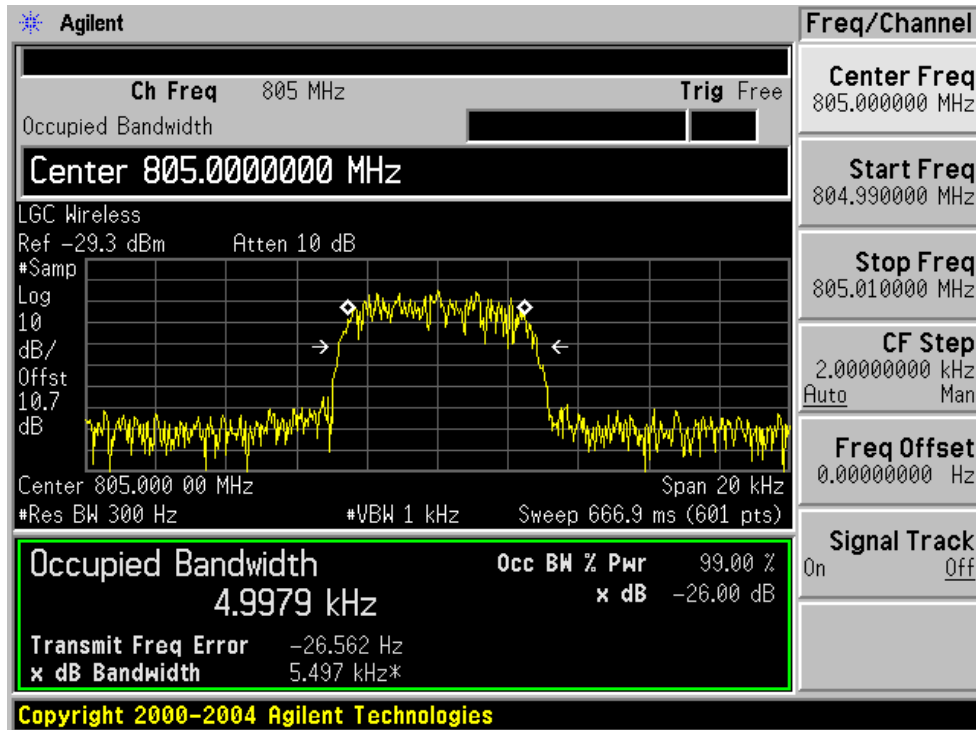 Agilent
Freq/Channel
Ch Freq 805 MHz Trig Free
Occupied Bandwidth
Center 805.0000000 MHz
LGC Wireless
Ref -29.3 dBm Atten 10 dB
#Samp
Log
10
dB/
Offst
10.7
dB
Center 805.000 00 MHz Span 20 kHz
#Res BW 300 Hz #VBW 1 kHz Sweep 666.9 ms (601 pts)
Occupied Bandwidth
4.9979 kHz
Occ BW % Pwr 99.00 %
x dB -26.00 dB
Transmit Freq Error -26.562 Hz
x dB Bandwidth 5.497 kHz*
Copyright 2000-2004 Agilent Technologies
Center Freq
805.000000 MHz
Start Freq
804.990000 MHz
Stop Freq
805.010000 MHz
CF Step
2.00000000 kHz
Auto Man
Freq Offset
0.00000000 Hz
Signal Track
On Off